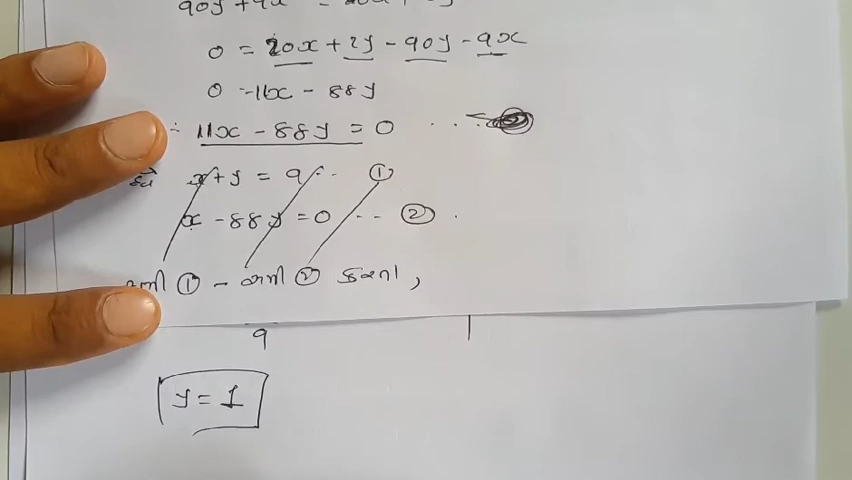 0 = 20x + 2y - 90y - 9x
0 = 11x - 88y
∴ 11x - 88y = 0 . . .
હવે x + y = 9 . . ①
x - 88y = 0 . . ②
① - ② કરતાં,
9
y = 1